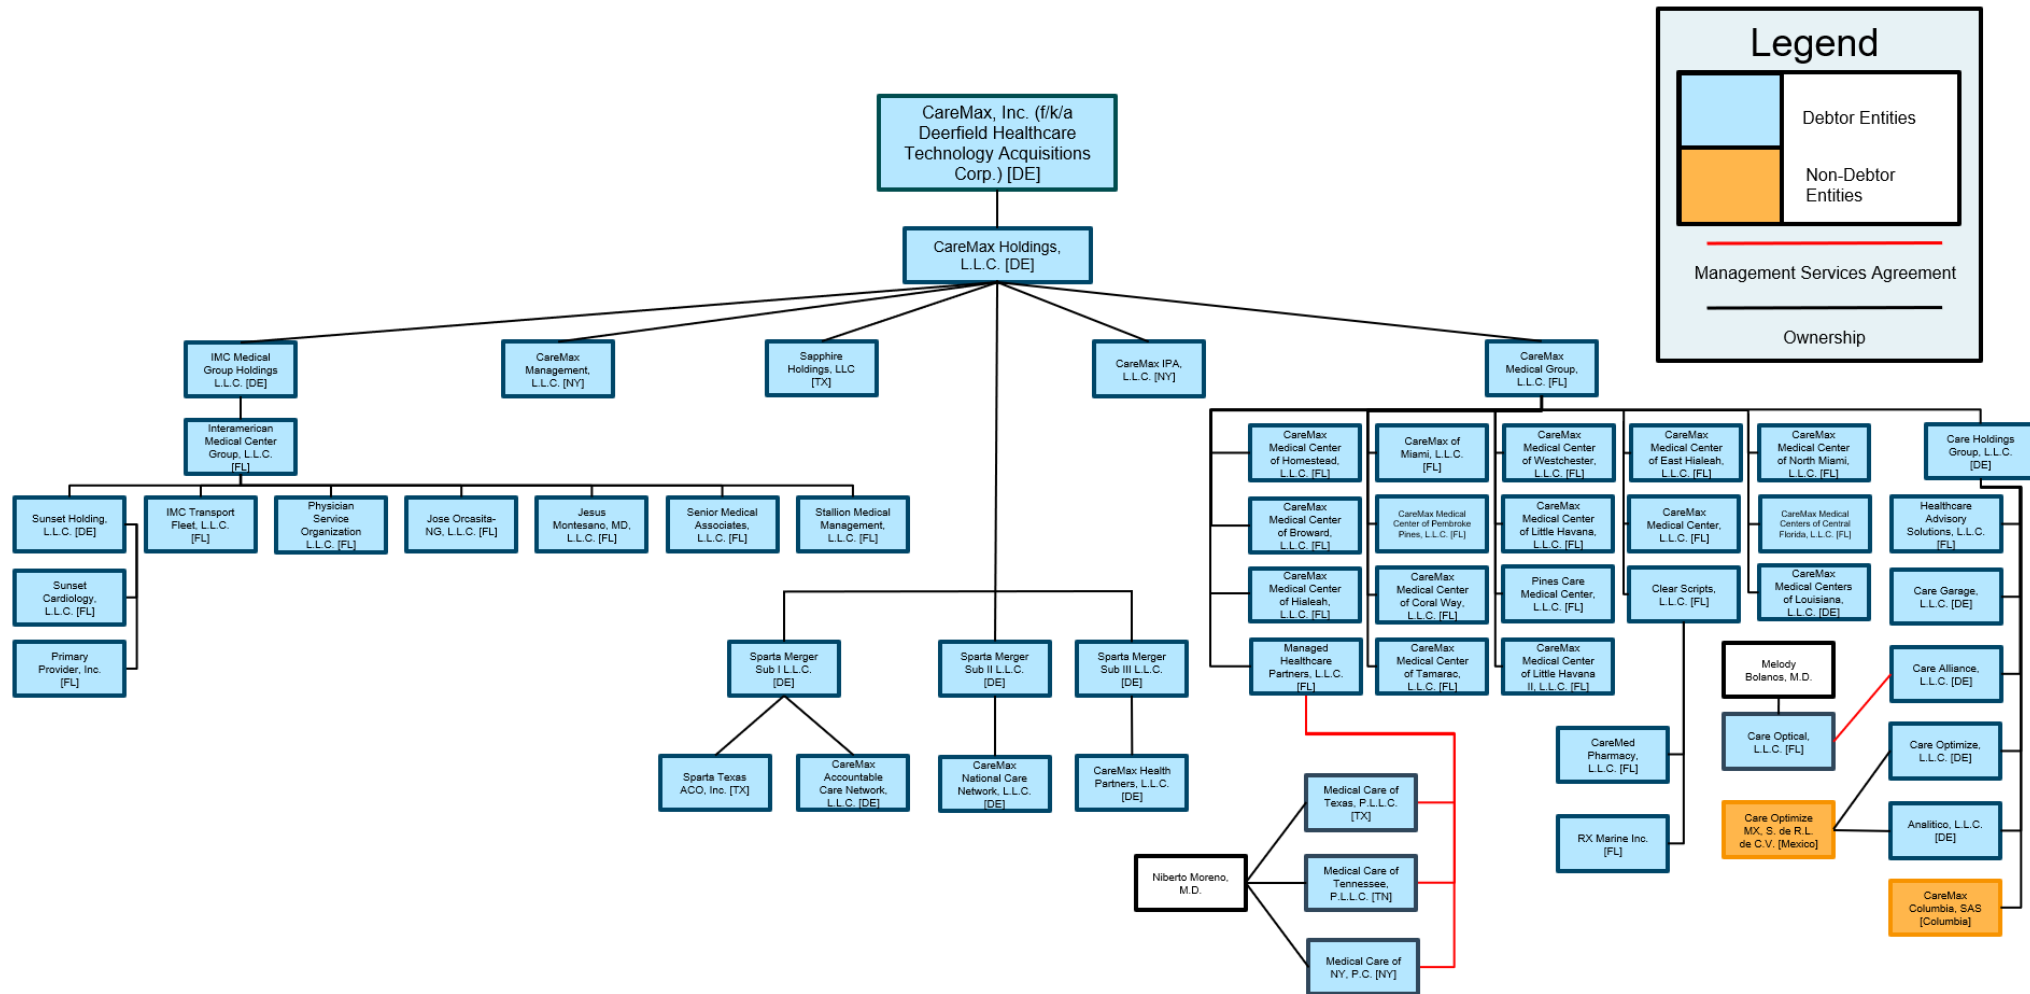 Legend
Debtor Entities
Non-Debtor
Entities
Management Services Agreement
Ownership
CareMax, Inc. (f/k/a
Deerfield Healthcare
Technology Acquisitions
Corp.) [DE]
CareMax Holdings,
L.L.C. [DE]
IMC Medical
Group Holdings
L.L.C. [DE]
CareMax
Management,
L.L.C. [NY]
Sapphire
Holdings, LLC
[TX]
CareMax IPA,
L.L.C. [NY]
CareMax
Medical Group,
L.L.C. [FL]
Interamerican
Medical Center
Group, L.L.C.
[FL]
Sunset Holding,
L.L.C. [DE]
IMC Transport
Fleet, L.L.C.
[FL]
Physician
Service
Organization
L.L.C. [FL]
Jose Orcasita-
NG, L.L.C. [FL]
Jesus
Montesano, MD,
L.L.C. [FL]
Senior Medical
Associates,
L.L.C. [FL]
Stallion Medical
Management,
L.L.C. [FL]
Sunset
Cardiology,
L.L.C. [FL]
Primary
Provider, Inc.
[FL]
Sparta Merger
Sub I L.L.C.
[DE]
Sparta Merger
Sub II L.L.C.
[DE]
Sparta Merger
Sub III L.L.C.
[DE]
Sparta Texas
ACO, Inc. [TX]
CareMax
Accountable
Care Network,
L.L.C. [DE]
CareMax
National Care
Network, L.L.C.
[DE]
CareMax Health
Partners, L.L.C.
[DE]
CareMax
Medical Center
of Homestead,
L.L.C. [FL]
CareMax of
Miami, L.L.C.
[FL]
CareMax
Medical Center
of Westchester,
L.L.C. [FL]
CareMax
Medical Center
of East Hialeah,
L.L.C. [FL]
CareMax
Medical Center
of North Miami,
L.L.C. [FL]
Care Holdings
Group, L.L.C.
[DE]
CareMax
Medical Center
of Broward,
L.L.C. [FL]
CareMax Medical
Center of Pembroke
Pines, L.L.C. [FL]
CareMax
Medical Center
of Little Havana,
L.L.C. [FL]
CareMax
Medical Center,
L.L.C. [FL]
CareMax Medical
Centers of Central
Florida, L.L.C. [FL]
Healthcare
Advisory
Solutions, L.L.C.
[FL]
CareMax
Medical Center
of Hialeah,
L.L.C. [FL]
CareMax
Medical Center
of Coral Way,
L.L.C. [FL]
Pines Care
Medical Center,
L.L.C. [FL]
Clear Scripts,
L.L.C. [FL]
CareMax
Medical Centers
of Louisiana,
L.L.C. [DE]
Care Garage,
L.L.C. [DE]
Managed
Healthcare
Partners, L.L.C.
[FL]
CareMax
Medical Center
of Tamarac,
L.L.C. [FL]
CareMax
Medical Center
of Little Havana
II, L.L.C. [FL]
Melody
Bolanos, M.D.
Care Alliance,
L.L.C. [DE]
Care Optical,
L.L.C. [FL]
CareMed
Pharmacy,
L.L.C. [FL]
Care Optimize,
L.L.C. [DE]
RX Marine Inc.
[FL]
Care Optimize
MX, S. de R.L.
de C.V. [Mexico]
Analitico, L.L.C.
[DE]
CareMax
Columbia, SAS
[Columbia]
Medical Care of
Texas, P.L.L.C.
[TX]
Niberto Moreno,
M.D.
Medical Care of
Tennessee,
P.L.L.C. [TN]
Medical Care of
NY, P.C. [NY]